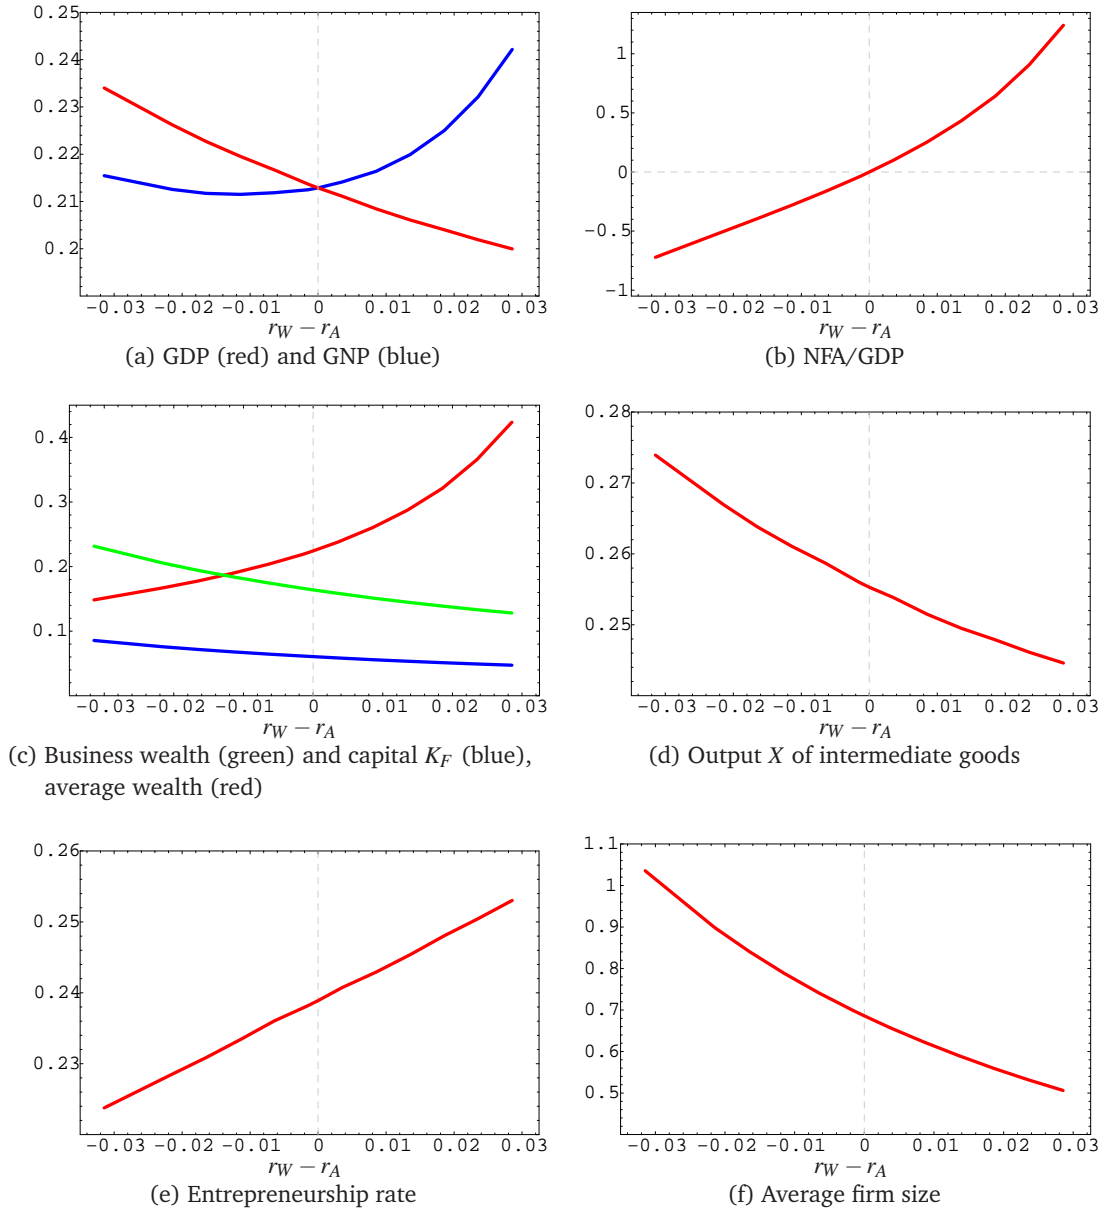 0.25
0.24
0.23
0.22
0.21
0.2
-0.03 -0.02 -0.01 0 0.01 0.02 0.03
r_W − r_A
(a) GDP (red) and GNP (blue)
1
0.5
0
-0.5
-1
-0.03 -0.02 -0.01 0 0.01 0.02 0.03
r_W − r_A
(b) NFA/GDP
0.4
0.3
0.2
0.1
-0.03 -0.02 -0.01 0 0.01 0.02 0.03
r_W − r_A
(c) Business wealth (green) and capital K_F (blue),
average wealth (red)
0.28
0.27
0.26
0.25
-0.03 -0.02 -0.01 0 0.01 0.02 0.03
r_W − r_A
(d) Output X of intermediate goods
0.26
0.25
0.24
0.23
-0.03 -0.02 -0.01 0 0.01 0.02 0.03
r_W − r_A
(e) Entrepreneurship rate
1.1
1
0.9
0.8
0.7
0.6
0.5
-0.03 -0.02 -0.01 0 0.01 0.02 0.03
r_W − r_A
(f) Average firm size